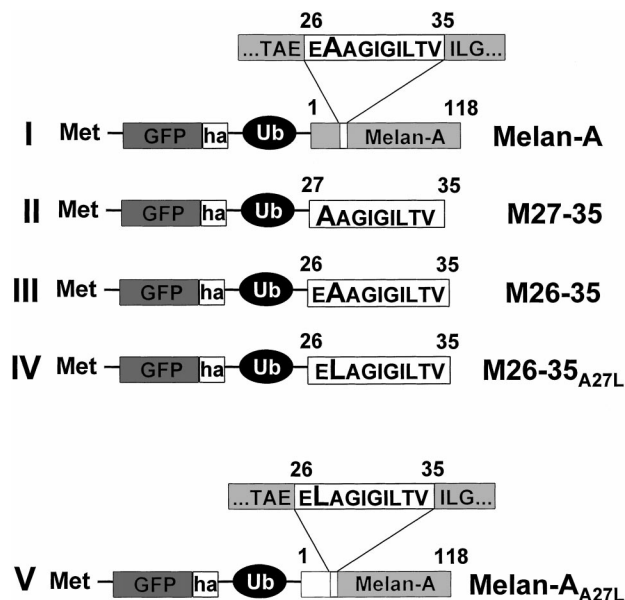 26 35
...TAE EAAGIGILTV ILG...
1 118
I Met GFP ha Ub Melan-A Melan-A
27 35
II Met GFP ha Ub AAGIGILTV M27-35
26 35
III Met GFP ha Ub EAAGIGILTV M26-35
26 35
IV Met GFP ha Ub ELAGIGILTV M26-35A27L
26 35
...TAE ELAGIGILTV ILG...
1 118
V Met GFP ha Ub Melan-A Melan-AA27L